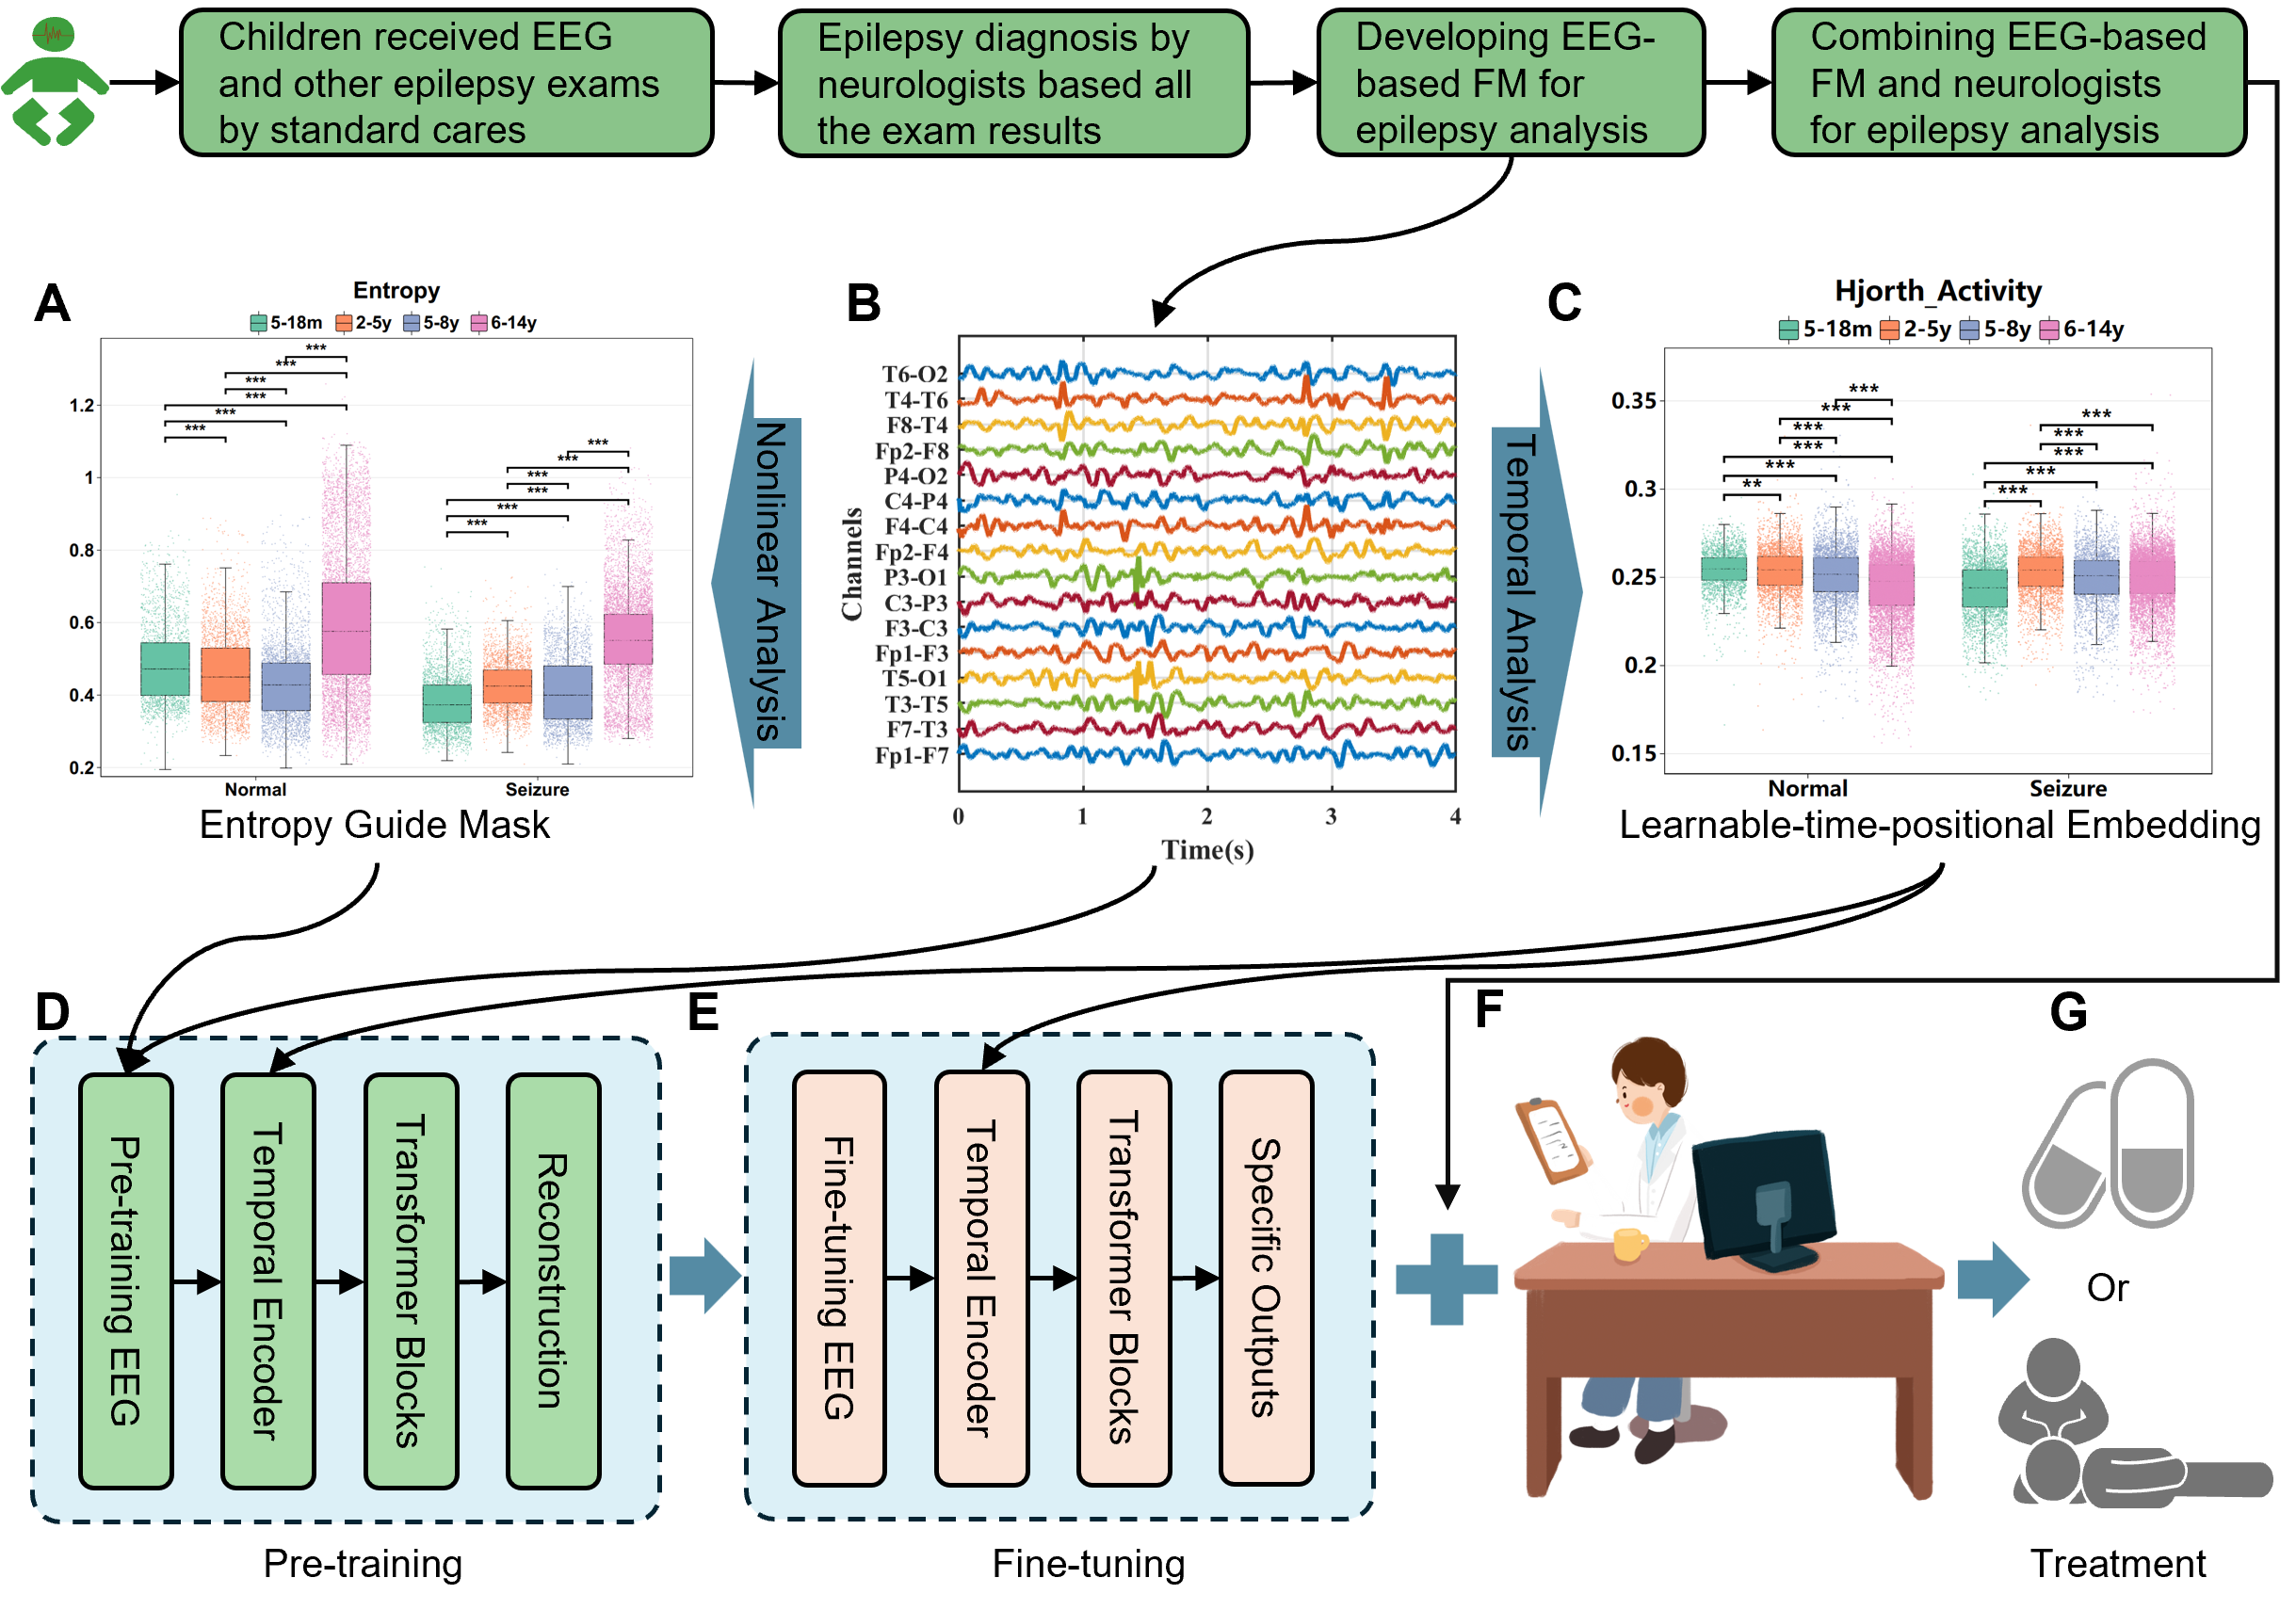 Children received EEG
and other epilepsy exams
by standard cares
Epilepsy diagnosis by
neurologists based all
the exam results
Developing EEG-
based FM for
epilepsy analysis
Combining EEG-based
FM and neurologists
for epilepsy analysis
A
Entropy
5-18m 2-5y 5-8y 6-14y
***
***
***
***
***
***
***
***
***
***
***
***
1.2
1
0.8
0.6
0.4
0.2
Normal Seizure
Entropy Guide Mask
Nonlinear Analysis
B
Channels
T6-O2
T4-T6
F8-T4
Fp2-F8
P4-O2
C4-P4
F4-C4
Fp2-F4
P3-O1
C3-P3
F3-C3
Fp1-F3
T5-O1
T3-T5
F7-T3
Fp1-F7
0 1 2 3 4
Time(s)
Temporal Analysis
C
Hjorth_Activity
5-18m 2-5y 5-8y 6-14y
***
***
***
***
***
**
***
***
***
***
***
0.35
0.3
0.25
0.2
0.15
Normal Seizure
Learnable-time-positional Embedding
D
Pre-training EEG
Temporal Encoder
Transformer Blocks
Reconstruction
Pre-training
E
Fine-tuning EEG
Temporal Encoder
Transformer Blocks
Specific Outputs
Fine-tuning
F
G
Or
Treatment